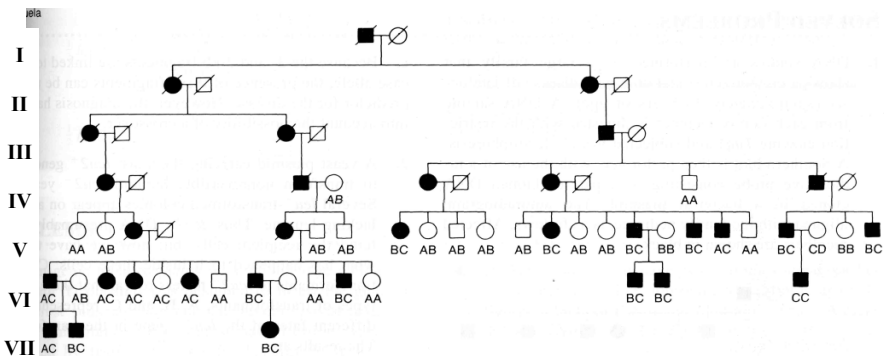 uela
I
II
III
IV AB AA
V AA AB AB AB BC AB AB AB AB BC AB AB BC BB BC AC AA BC CD BB BC
VI AC AB AC AC AC AC AA BC AA BC AA BC BC CC
VII AC BC BC